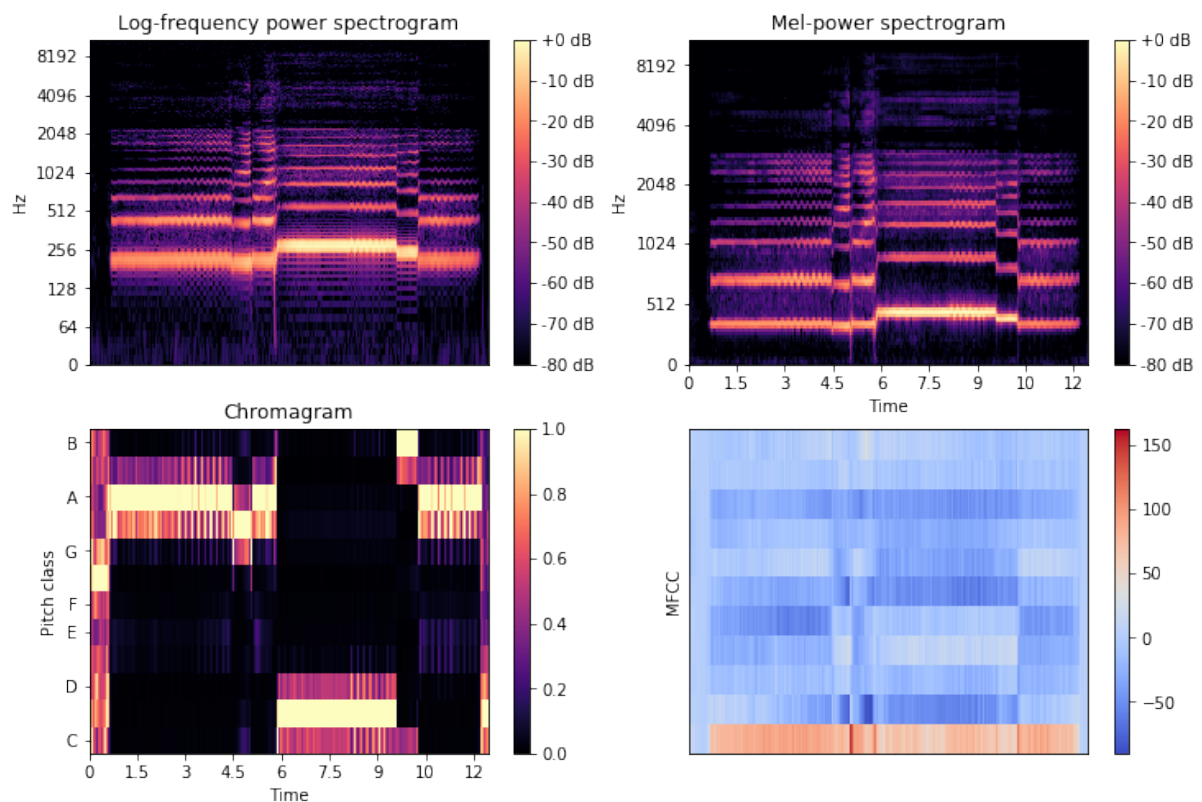 Log-frequency power spectrogram
Hz
8192
4096
2048
1024
512
256
128
64
0
+0 dB
-10 dB
-20 dB
-30 dB
-40 dB
-50 dB
-60 dB
-70 dB
-80 dB
Mel-power spectrogram
Hz
8192
4096
2048
1024
512
0
0 1.5 3 4.5 6 7.5 9 10 12
Time
+0 dB
-10 dB
-20 dB
-30 dB
-40 dB
-50 dB
-60 dB
-70 dB
-80 dB
Chromagram
Pitch class
B
A
G
F
E
D
C
0 1.5 3 4.5 6 7.5 9 10 12
Time
1.0
0.8
0.6
0.4
0.2
0.0
MFCC
150
100
50
0
−50